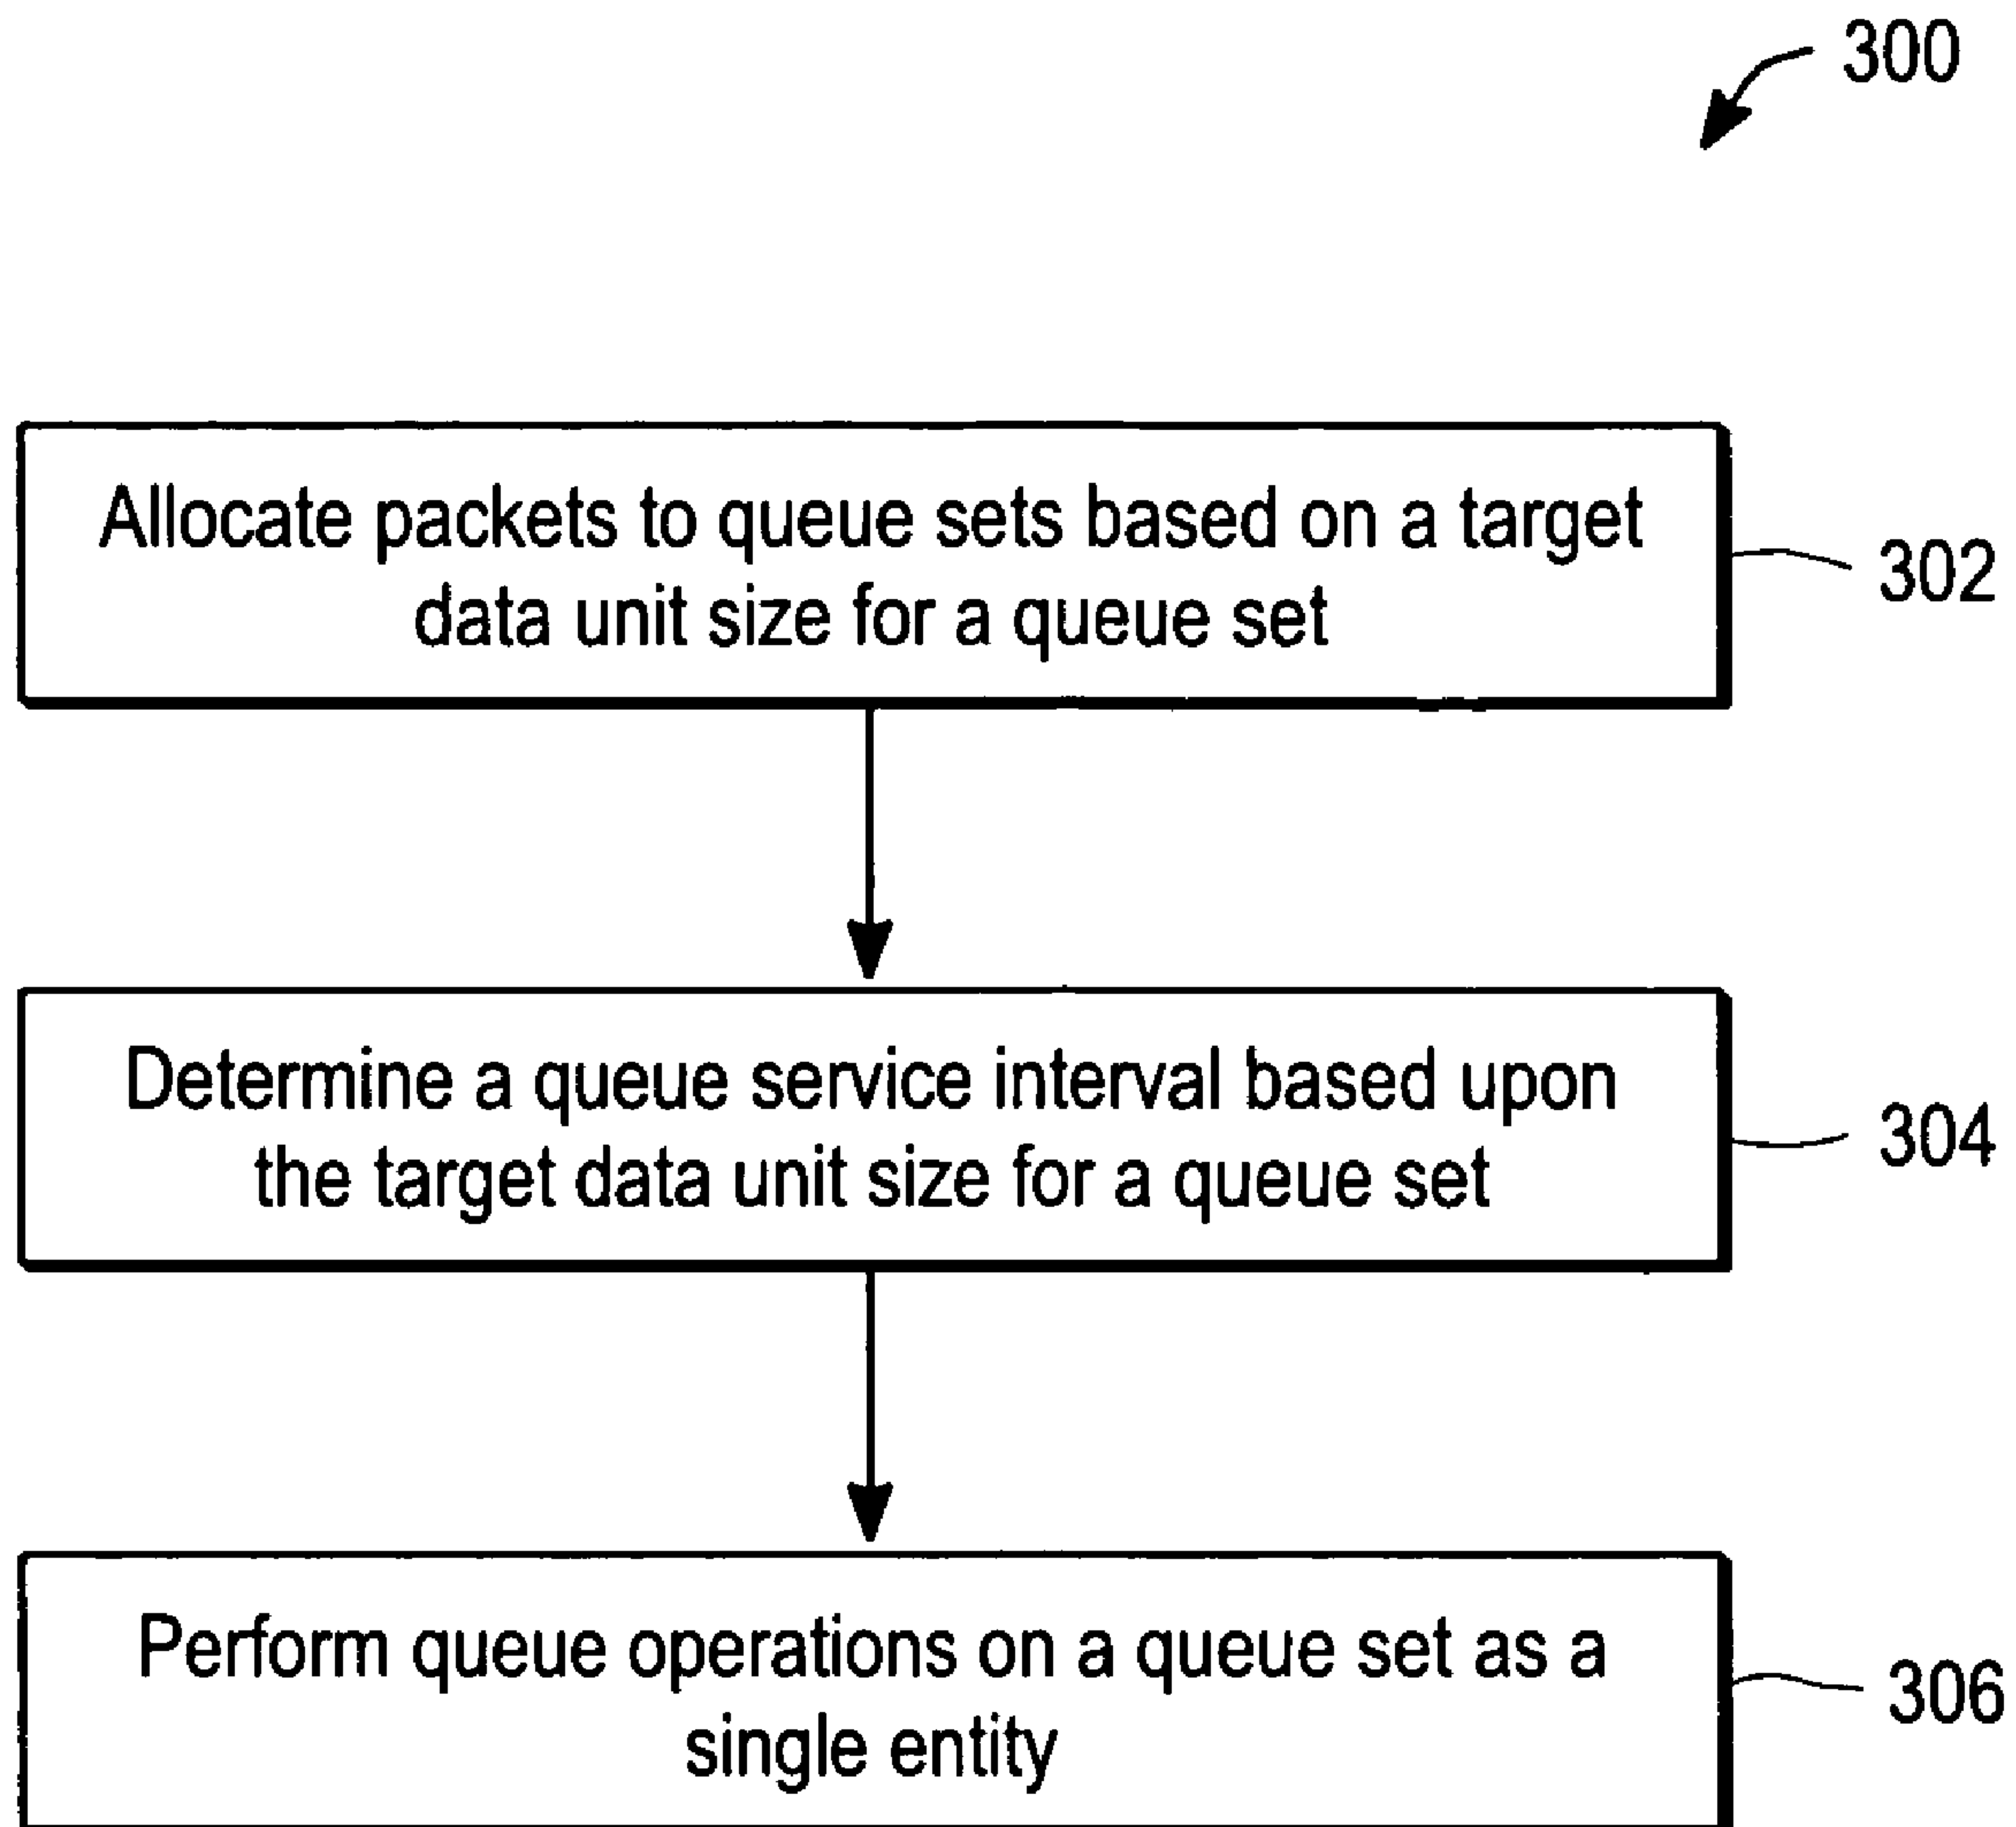 300
Allocate packets to queue sets based on a target
data unit size for a queue set
302
Determine a queue service interval based upon
the target data unit size for a queue set
304
Perform queue operations on a queue set as a
single entity
306